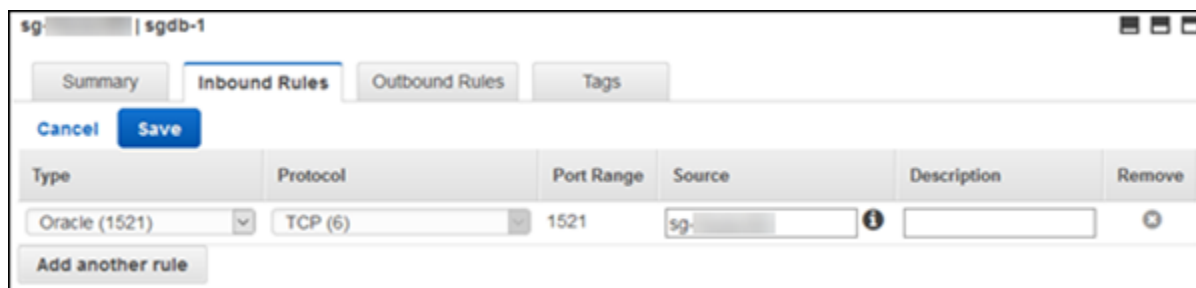 sg- | sgdb-1
Summary Inbound Rules Outbound Rules Tags
Cancel Save
Type Protocol Port Range Source Description Remove
Oracle (1521) TCP (6) 1521 sg-
Add another rule